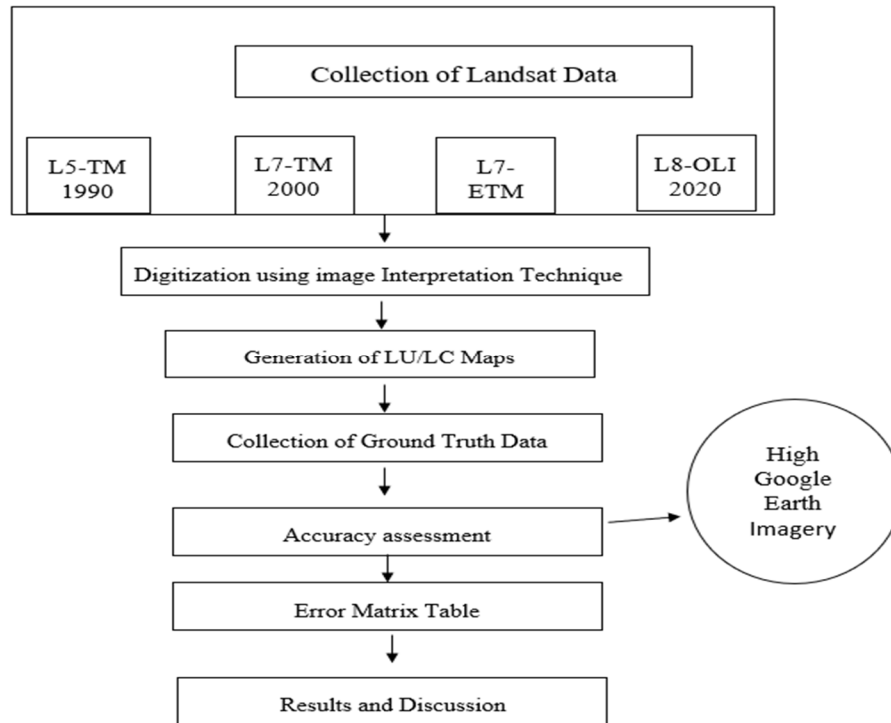 Collection of Landsat Data
L5-TM
1990
L7-TM
2000
L7-
ETM
L8-OLI
2020
Digitization using image Interpretation Technique
Generation of LU/LC Maps
Collection of Ground Truth Data
High
Google
Earth
Imagery
Accuracy assessment
Error Matrix Table
Results and Discussion